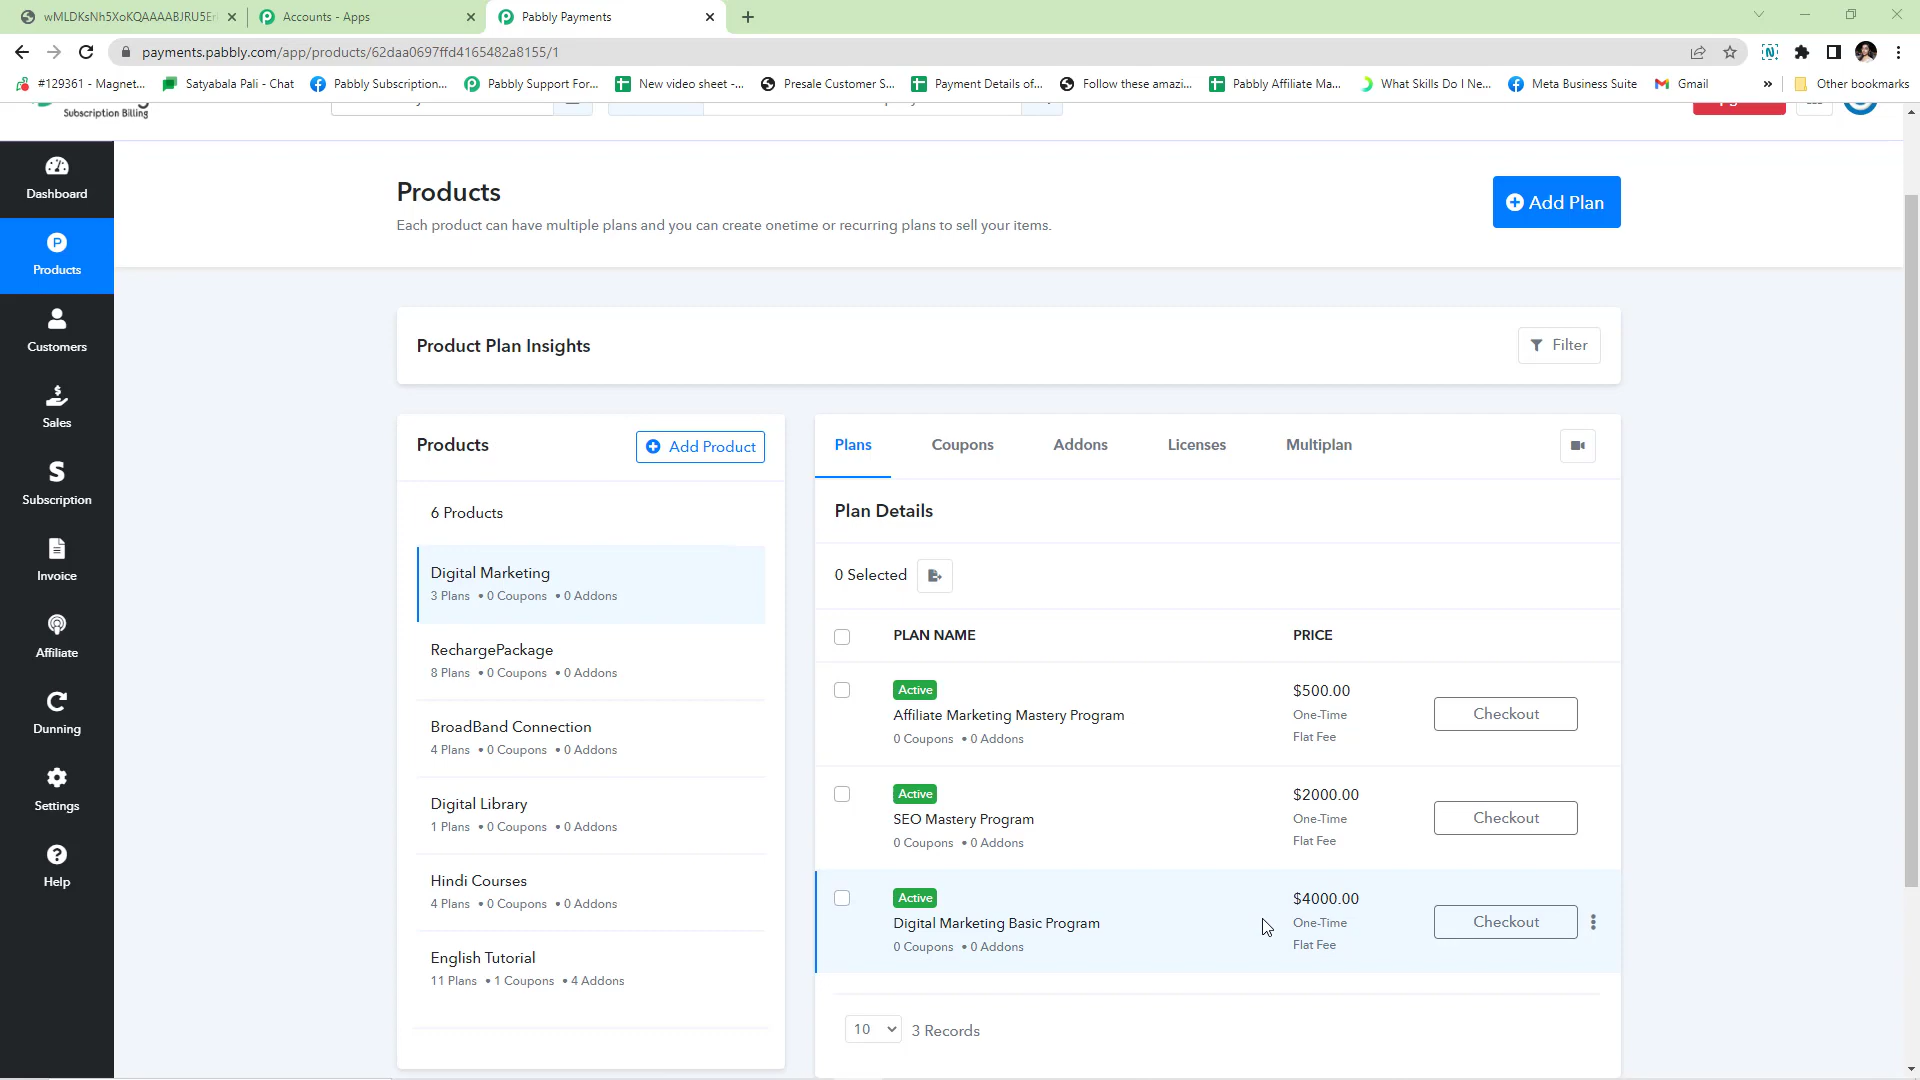 wMLDKsNh5XoKQAAAABJRU5Er
Accounts - Apps
Pabbly Payments
payments.pabbly.com/app/products/62daa0697ffd4165482a8155/1
#129361 - Magnet...
Satyabala Pali - Chat
Pabbly Subscription...
Pabbly Support For...
New video sheet -...
Presale Customer S...
Payment Details of...
Follow these amazi...
Pabbly Affiliate Ma...
What Skills Do I Ne...
Meta Business Suite
Gmail
»
Other bookmarks
Subscription Billing
Dashboard
Products
Customers
Sales
Subscription
Invoice
Affiliate
Dunning
Settings
Help
Products
Each product can have multiple plans and you can create onetime or recurring plans to sell your items.
Add Plan
Product Plan Insights
Filter
Products
Add Product
6 Products
Digital Marketing
3 Plans • 0 Coupons • 0 Addons
RechargePackage
8 Plans • 0 Coupons • 0 Addons
BroadBand Connection
4 Plans • 0 Coupons • 0 Addons
Digital Library
1 Plans • 0 Coupons • 0 Addons
Hindi Courses
4 Plans • 0 Coupons • 0 Addons
English Tutorial
11 Plans • 1 Coupons • 4 Addons
Plans
Coupons
Addons
Licenses
Multiplan
Plan Details
0 Selected
PLAN NAME
PRICE
Active
Affiliate Marketing Mastery Program
0 Coupons • 0 Addons
$500.00
One-Time
Flat Fee
Checkout
Active
SEO Mastery Program
0 Coupons • 0 Addons
$2000.00
One-Time
Flat Fee
Checkout
Active
Digital Marketing Basic Program
0 Coupons • 0 Addons
$4000.00
One-Time
Flat Fee
Checkout
10
3 Records